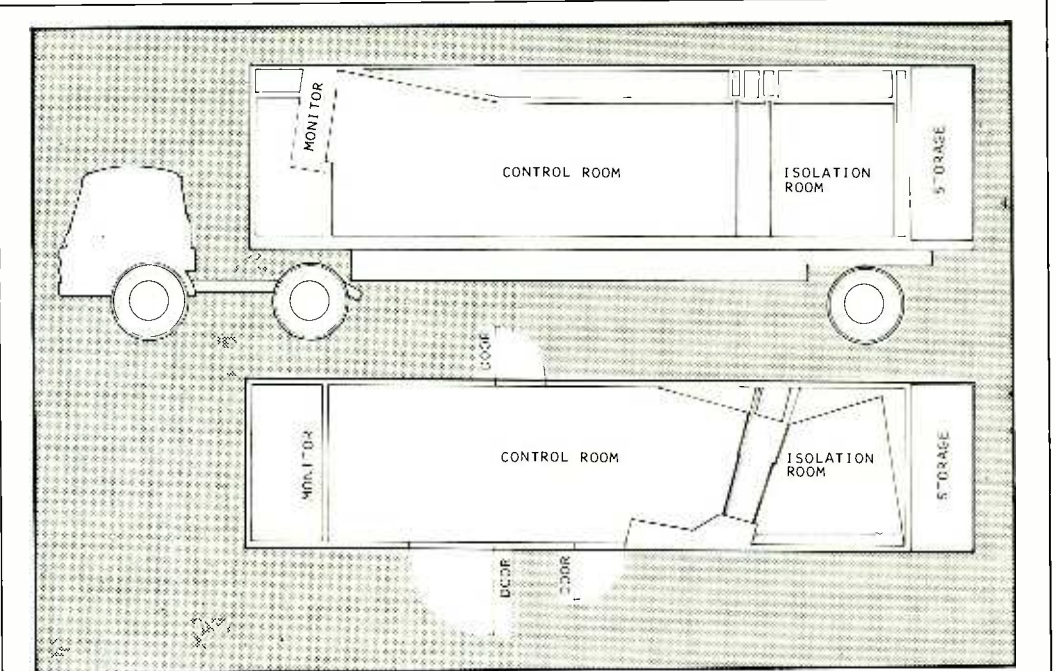 MONITOR
CONTROL ROOM
ISOLATION
ROOM
STORAGE
DOOR
MONITOR
CONTROL ROOM
ISOLATION
ROOM
STORAGE
DOOR
DOOR